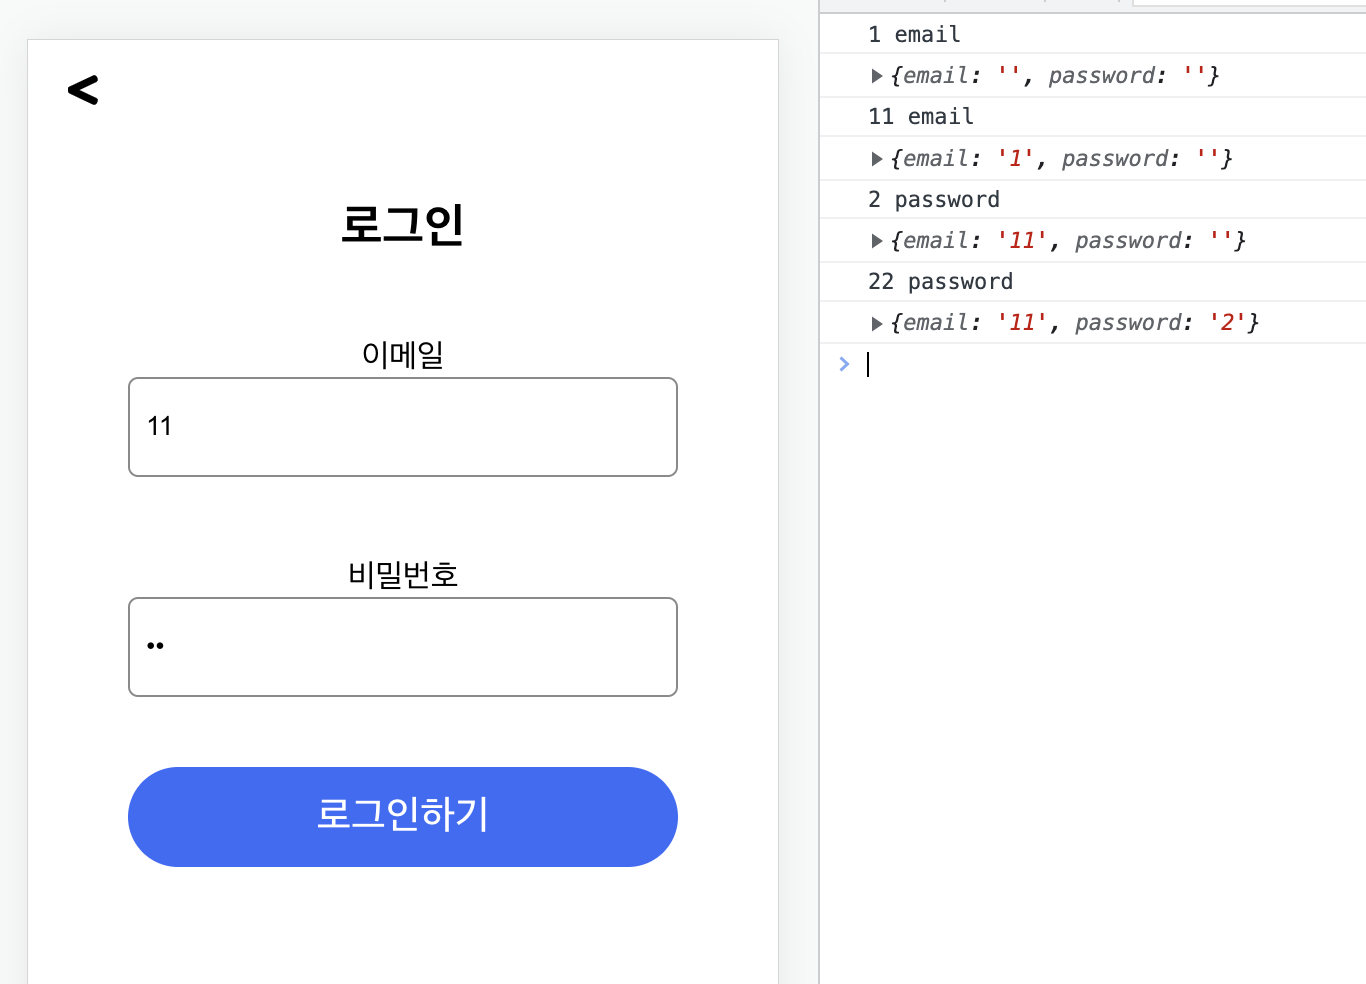 <
로그인
이메일
11
비밀번호
••
로그인하기
1 email
▶{email: '', password: ''}
11 email
▶{email: '1', password: ''}
2 password
▶{email: '11', password: ''}
22 password
▶{email: '11', password: '2'}
>